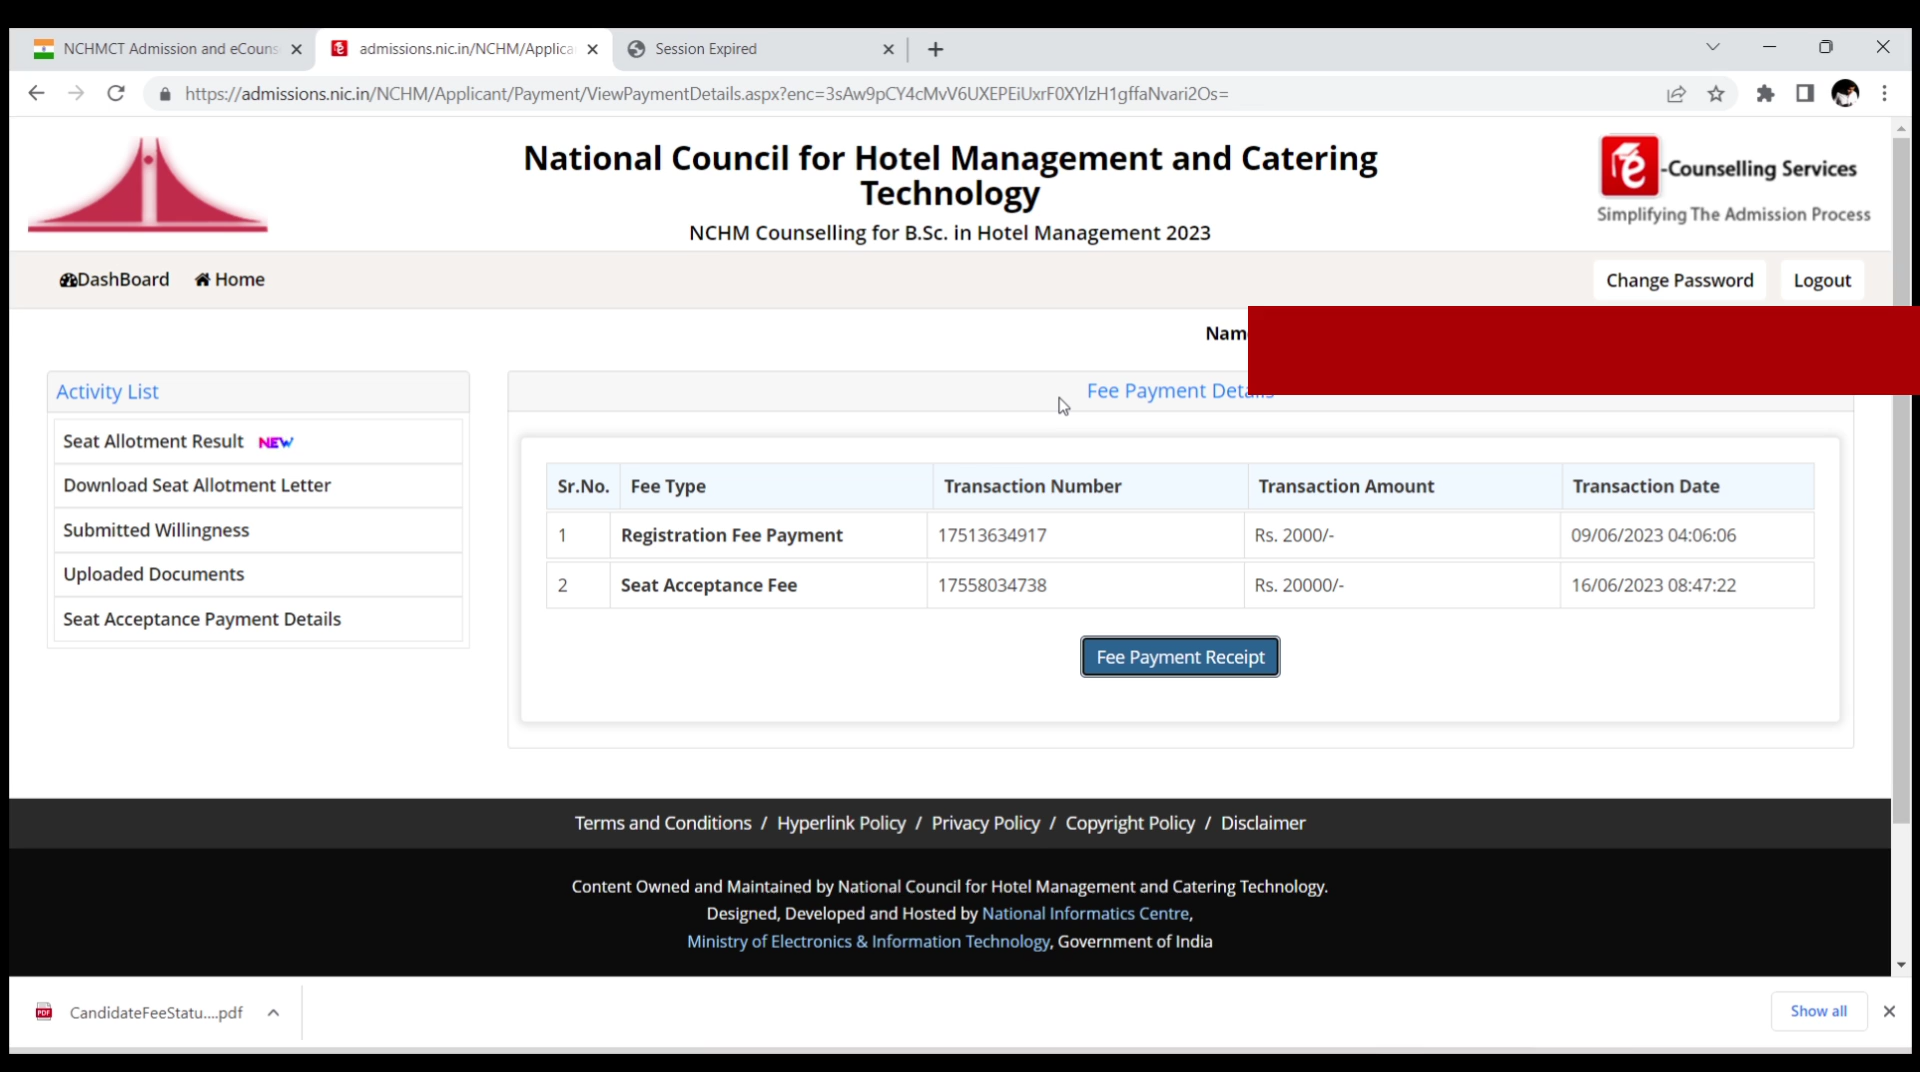 NCHMCT Admission and eCouns
admissions.nic.in/NCHM/Applica
Session Expired
https://admissions.nic.in/NCHM/Applicant/Payment/ViewPaymentDetails.aspx?enc=3sAw9pCY4cMvV6UXEPEiUxrF0XYlzH1gffaNvari2Os=
National Council for Hotel Management and Catering
Technology
NCHM Counselling for B.Sc. in Hotel Management 2023
e-Counselling Services
Simplifying The Admission Process
DashBoard Home
Change Password Logout
Nam
Activity List
Seat Allotment Result NEW
Download Seat Allotment Letter
Submitted Willingness
Uploaded Documents
Seat Acceptance Payment Details
Fee Payment Details
Sr.No. Fee Type Transaction Number Transaction Amount Transaction Date
1 Registration Fee Payment 17513634917 Rs. 2000/- 09/06/2023 04:06:06
2 Seat Acceptance Fee 17558034738 Rs. 20000/- 16/06/2023 08:47:22
Fee Payment Receipt
Terms and Conditions / Hyperlink Policy / Privacy Policy / Copyright Policy / Disclaimer
Content Owned and Maintained by National Council for Hotel Management and Catering Technology.
Designed, Developed and Hosted by National Informatics Centre,
Ministry of Electronics & Information Technology, Government of India
CandidateFeeStatu....pdf
Show all